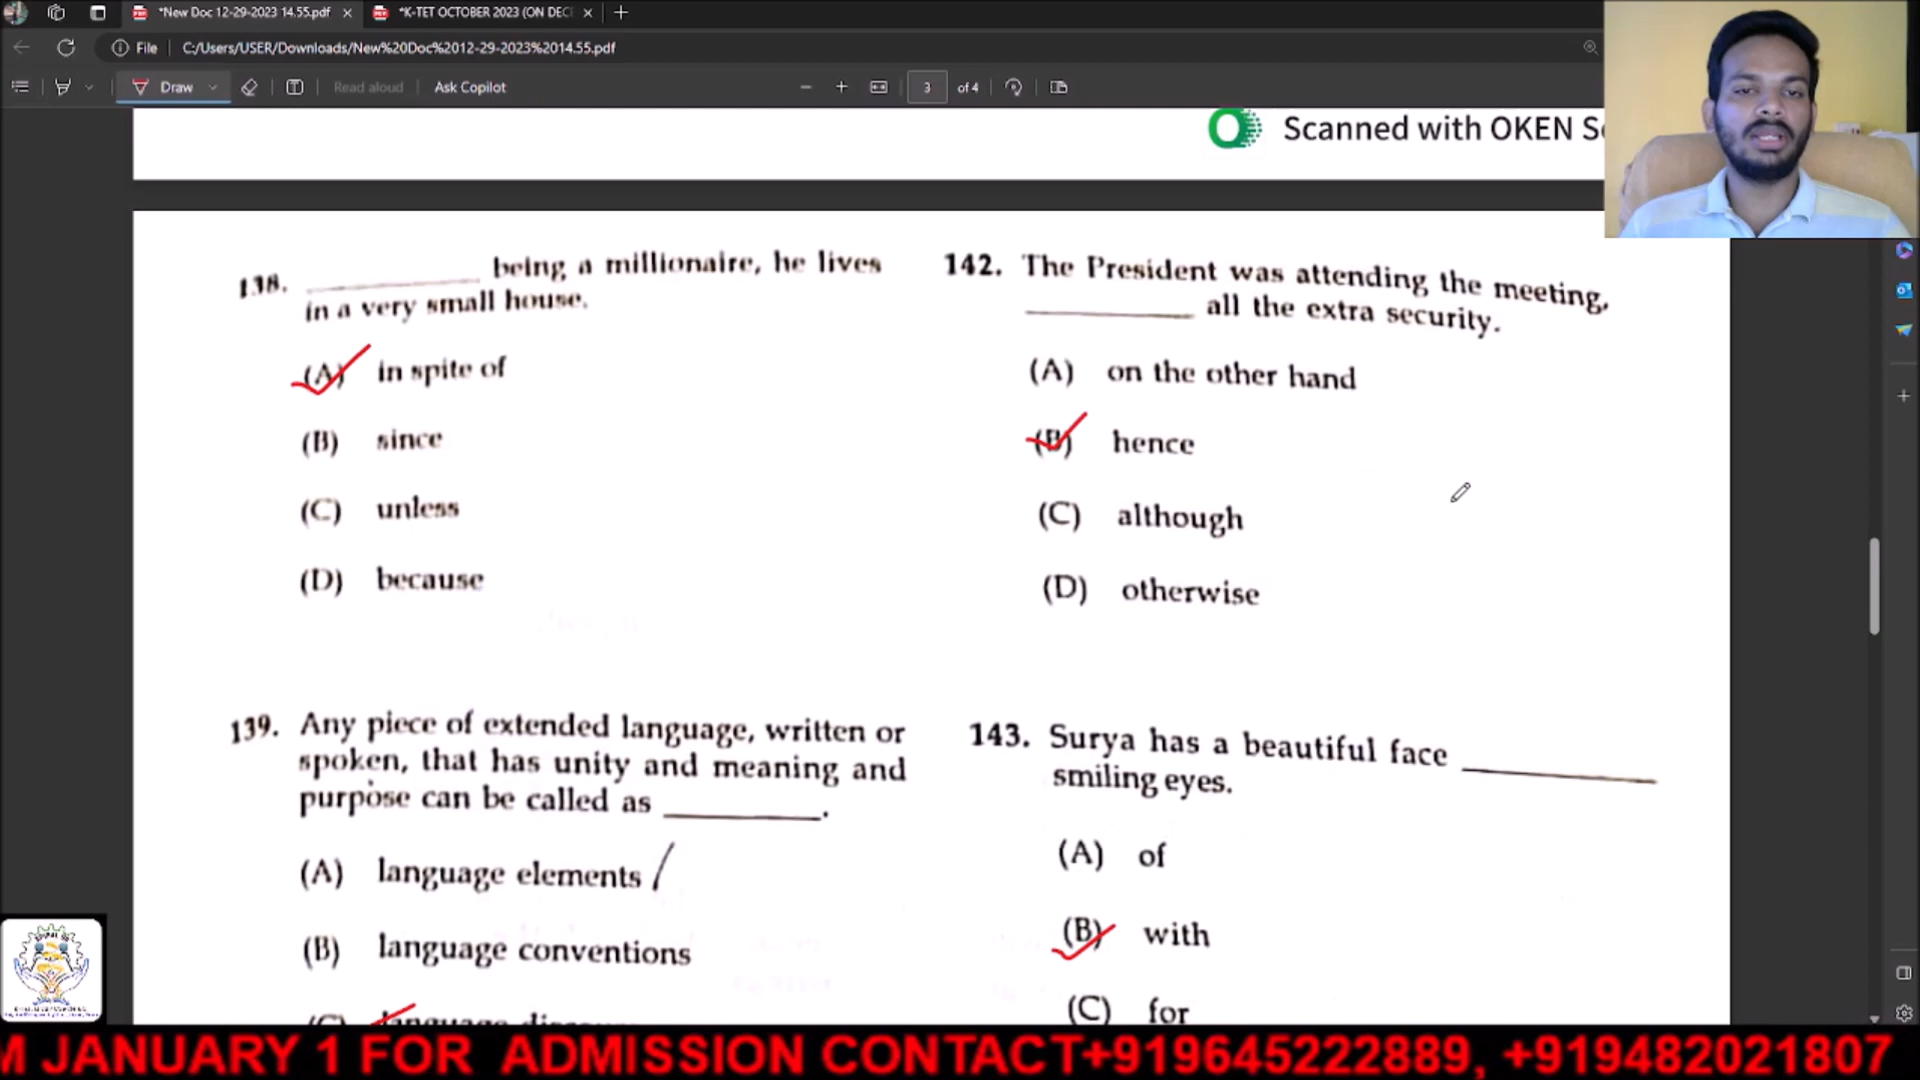 *New Doc 12-29-2023 14.55.pdf
*K-TET OCTOBER 2023 (ON DEC
File
C:/Users/USER/Downloads/New%20Doc%2012-29-2023%2014.55.pdf
Draw
Read aloud
Ask Copilot
3
of 4
Scanned with OKEN
138. __________ being a millionaire, he lives
in a very small house.
(A) in spite of
(B) since
(C) unless
(D) because
139. Any piece of extended language, written or
spoken, that has unity and meaning and
purpose can be called as __________.
(A) language elements
(B) language conventions
(C) language
142. The President was attending the meeting,
__________ all the extra security.
(A) on the other hand
(B) hence
(C) although
(D) otherwise
143. Surya has a beautiful face __________
smiling eyes.
(A) of
(B) with
(C) for
M JANUARY 1 FOR ADMISSION CONTACT+919645222889, +919482021807